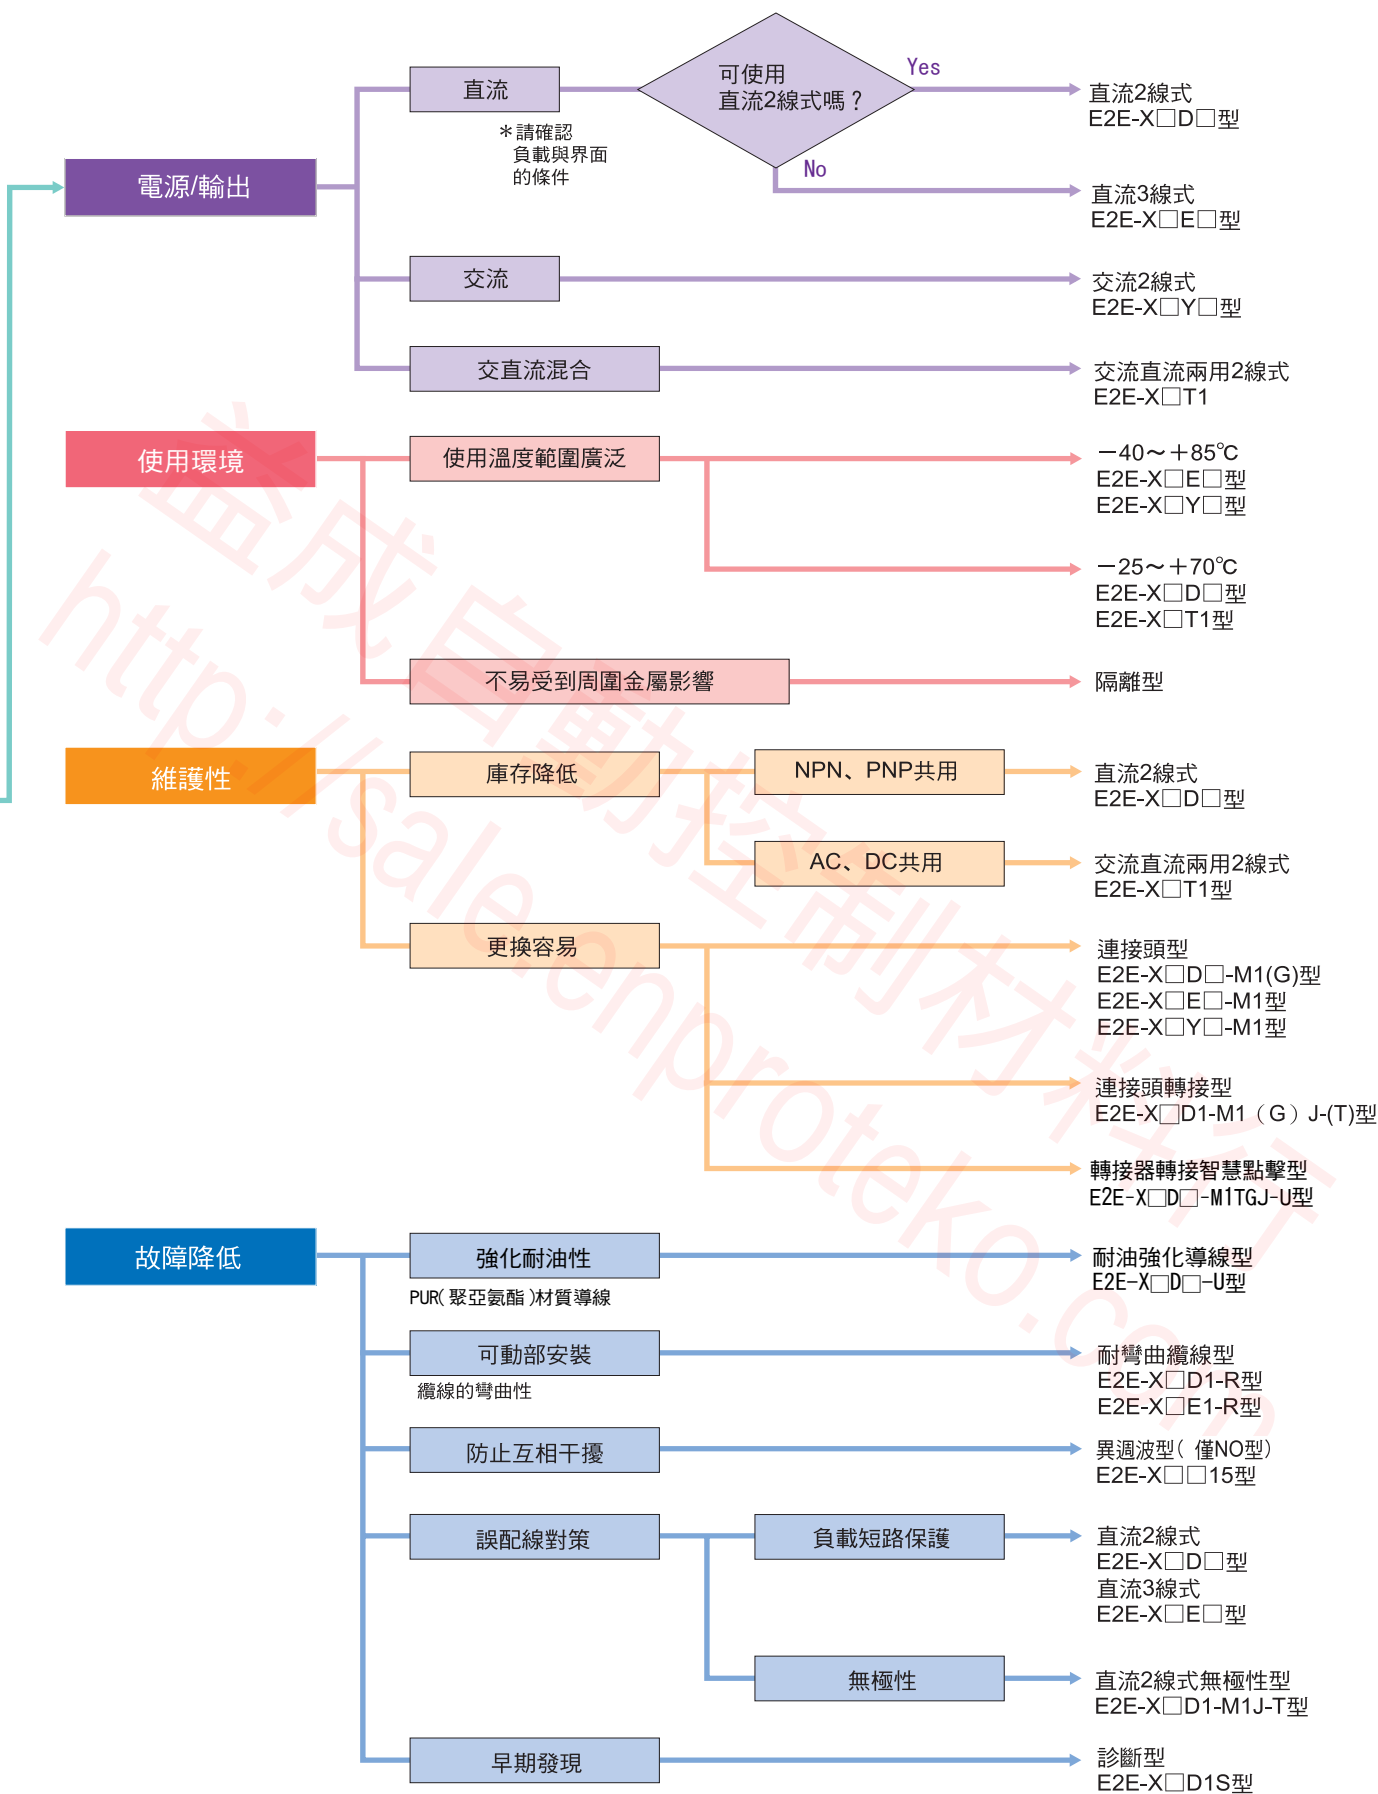 電源/輸出
直流
＊請確認
負載與界面
的條件
可使用
直流2線式嗎？
Yes
No
直流2線式
E2E-X□D□型
直流3線式
E2E-X□E□型
交流
交流2線式
E2E-X□Y□型
交直流混合
交流直流兩用2線式
E2E-X□T1
使用環境
使用溫度範圍廣泛
－40～＋85℃
E2E-X□E□型
E2E-X□Y□型
－25～＋70℃
E2E-X□D□型
E2E-X□T1型
不易受到周圍金屬影響
隔離型
維護性
庫存降低
NPN、PNP共用
直流2線式
E2E-X□D□型
AC、DC共用
交流直流兩用2線式
E2E-X□T1型
更換容易
連接頭型
E2E-X□D□-M1(G)型
E2E-X□E□-M1型
E2E-X□Y□-M1型
連接頭轉接型
E2E-X□D1-M1（G）J-(T)型
轉接器轉接智慧點擊型
E2E-X□D□-M1TGJ-U型
故障降低
強化耐油性
PUR(聚亞氨酯)材質導線
耐油強化導線型
E2E-X□D□-U型
可動部安裝
纜線的彎曲性
耐彎曲纜線型
E2E-X□D1-R型
E2E-X□E1-R型
防止互相干擾
異週波型(僅NO型)
E2E-X□□15型
誤配線對策
負載短路保護
直流2線式
E2E-X□D□型
直流3線式
E2E-X□E□型
無極性
直流2線式無極性型
E2E-X□D1-M1J-T型
早期發現
診斷型
E2E-X□D1S型
益成自動控制材料行
http://sale.enproteko.com